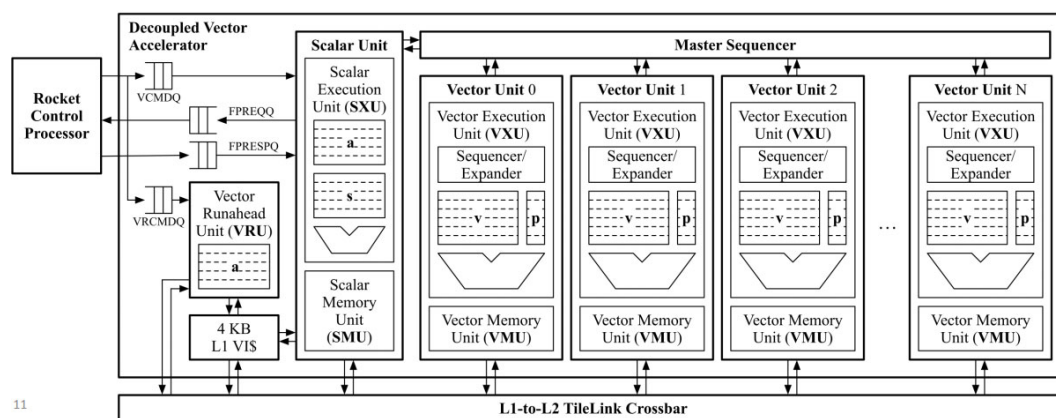 Decoupled Vector
Accelerator
Rocket
Control
Processor
VCMDQ
FPREQQ
FPRESPQ
VRCMDQ
Vector
Runahead
Unit (VRU)
a
4 KB
L1 VI$
Scalar Unit
Scalar
Execution
Unit (SXU)
a
s
Scalar
Memory
Unit
(SMU)
Master Sequencer
Vector Unit 0
Vector Execution
Unit (VXU)
Sequencer/
Expander
v
p
Vector Memory
Unit (VMU)
Vector Unit 1
Vector Execution
Unit (VXU)
Sequencer/
Expander
v
p
Vector Memory
Unit (VMU)
Vector Unit 2
Vector Execution
Unit (VXU)
Sequencer/
Expander
v
p
Vector Memory
Unit (VMU)
...
Vector Unit N
Vector Execution
Unit (VXU)
Sequencer/
Expander
v
p
Vector Memory
Unit (VMU)
L1-to-L2 TileLink Crossbar
11